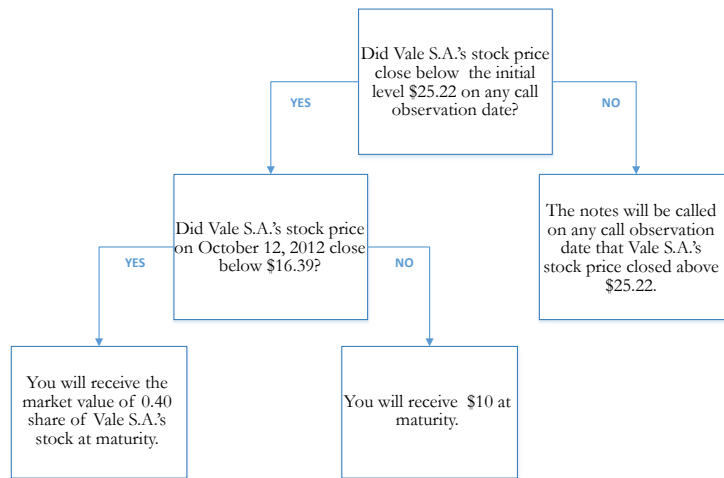 Did Vale S.A.'s stock price
close below the initial
level $25.22 on any call
observation date?
YES
NO
Did Vale S.A.'s stock price
on October 12, 2012 close
below $16.39?
The notes will be called
on any call observation
date that Vale S.A.'s
stock price closed above
$25.22.
YES
NO
You will receive the
market value of 0.40
share of Vale S.A.'s
stock at maturity.
You will receive $10 at
maturity.